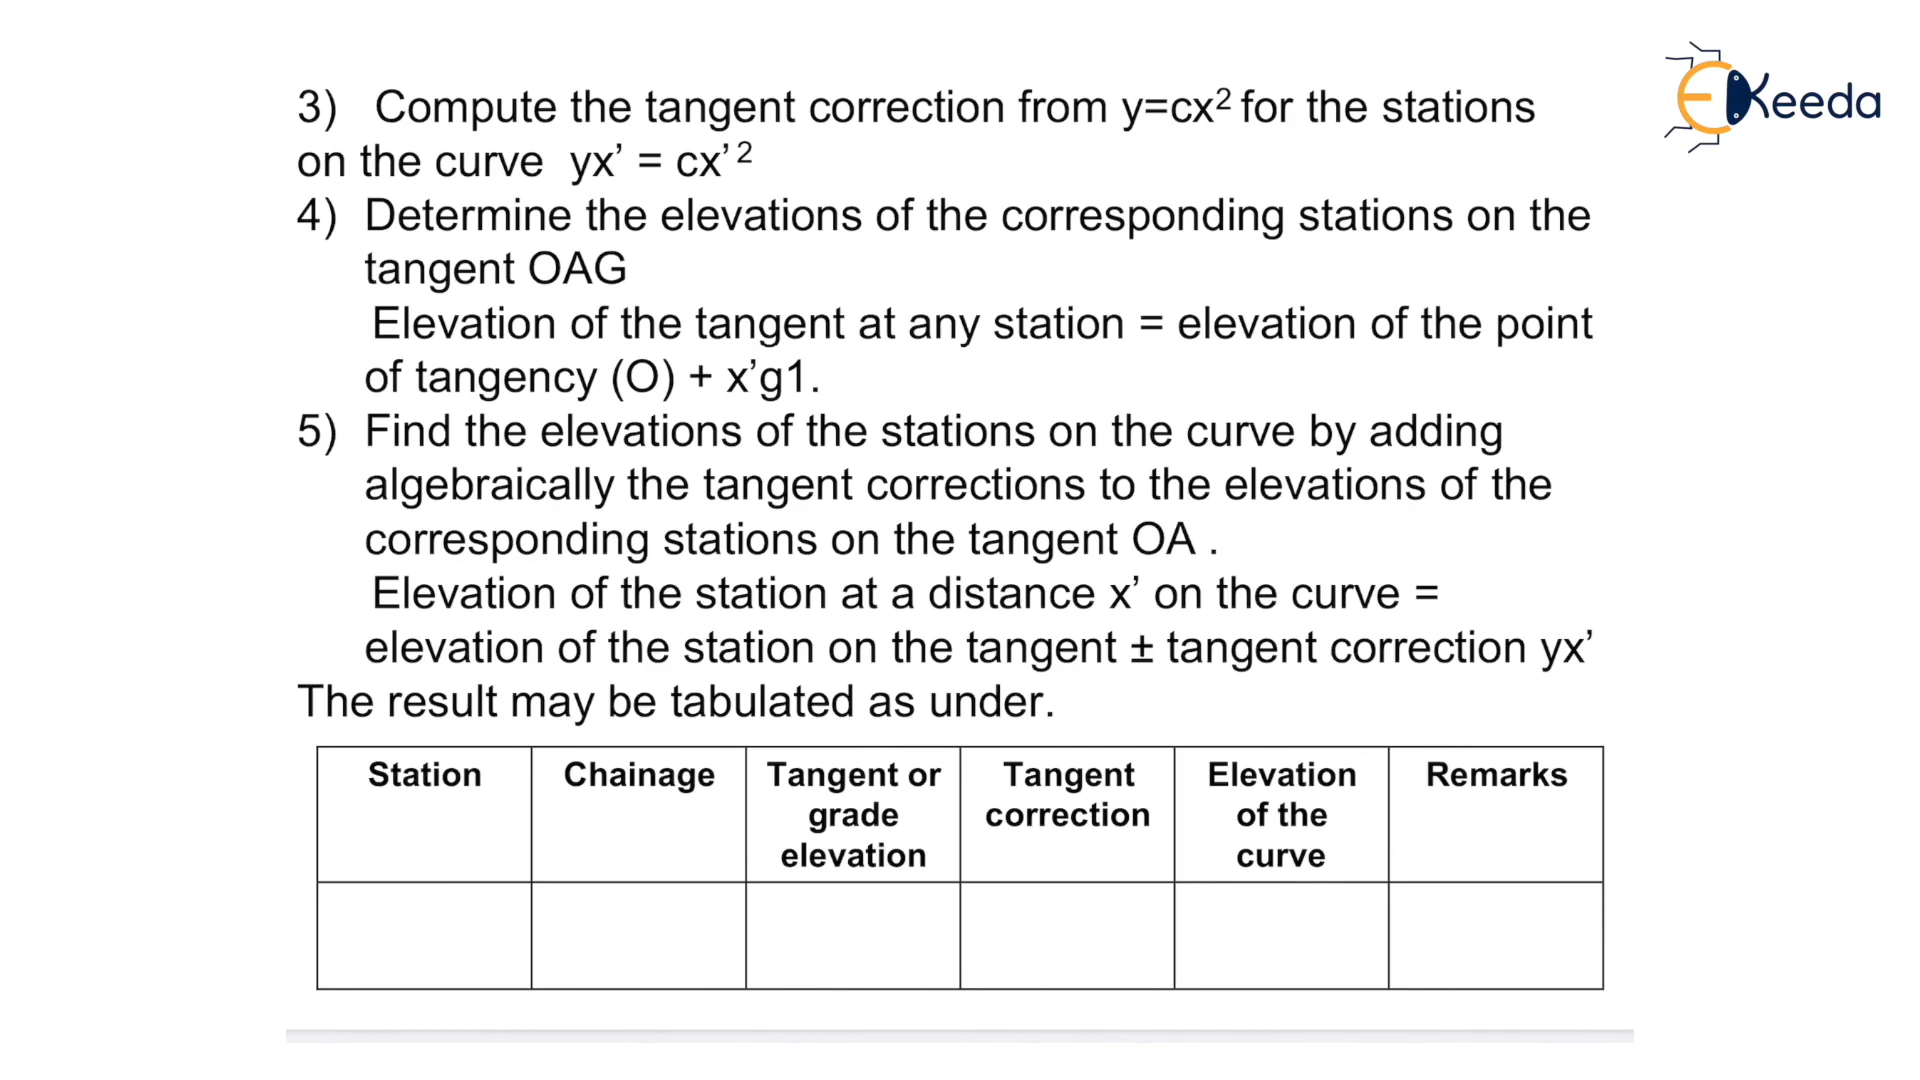 EKeeda
3) Compute the tangent correction from y=cx² for the stations
on the curve yx’ = cx’²
4) Determine the elevations of the corresponding stations on the
tangent OAG
Elevation of the tangent at any station = elevation of the point
of tangency (O) + x’g1.
5) Find the elevations of the stations on the curve by adding
algebraically the tangent corrections to the elevations of the
corresponding stations on the tangent OA .
Elevation of the station at a distance x’ on the curve =
elevation of the station on the tangent ± tangent correction yx’
The result may be tabulated as under.
Station Chainage Tangent or grade elevation Tangent correction Elevation of the curve Remarks